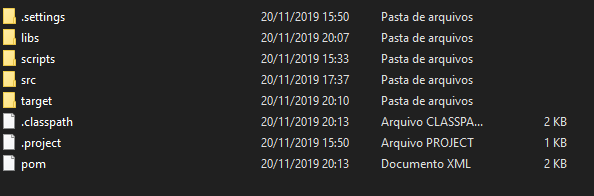 .settings 20/11/2019 15:50 Pasta de arquivos
libs 20/11/2019 20:07 Pasta de arquivos
scripts 20/11/2019 15:33 Pasta de arquivos
src 20/11/2019 17:37 Pasta de arquivos
target 20/11/2019 20:10 Pasta de arquivos
.classpath 20/11/2019 20:13 Arquivo CLASSPA... 2 KB
.project 20/11/2019 15:50 Arquivo PROJECT 1 KB
pom 20/11/2019 20:13 Documento XML 2 KB